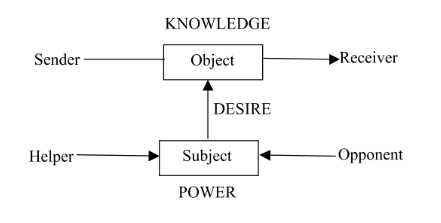 KNOWLEDGE
Sender Object Receiver
DESIRE
Helper Subject Opponent
POWER